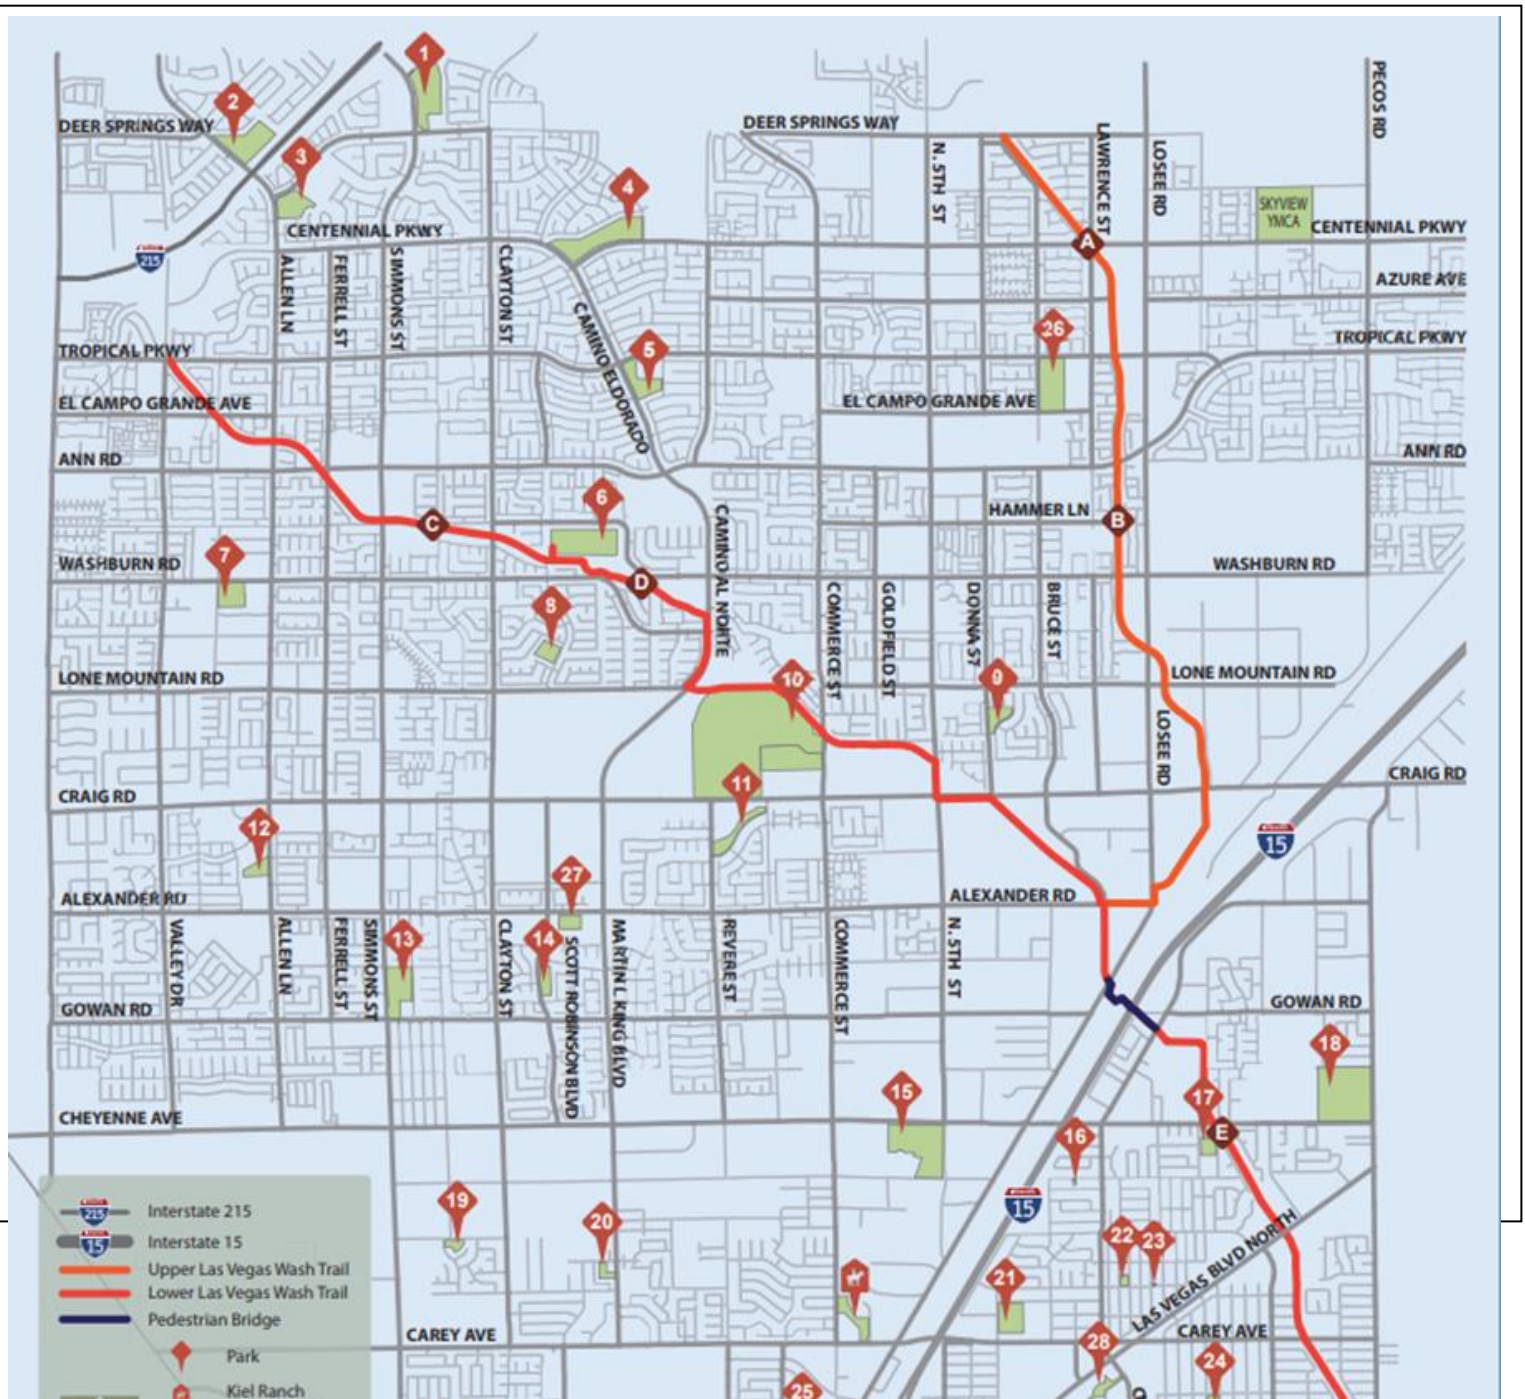 1
2
DEER SPRINGS WAY
DEER SPRINGS WAY
PECOS RD
3
N. 5TH ST
LAWRENCE ST
LOSEE RD
4
SKYVIEW
YMCA
CENTENNIAL PKWY
CENTENNIAL PKWY
A
215
ALLEN LN
FERRELL ST
SIMMONS ST
CLAYTON ST
AZURE AVE
CAMINO ELDORADO
26
TROPICAL PKWY
TROPICAL PKWY
5
EL CAMPO GRANDE AVE
EL CAMPO GRANDE AVE
ANN RD
ANN RD
6
HAMMER LN
B
C
CAMINO AL NORTE
7
WASHBURN RD
WASHBURN RD
D
8
COMMERCE ST
GOLDFIELD ST
DONNA ST
BRUCE ST
LONE MOUNTAIN RD
LONE MOUNTAIN RD
10
9
LOSEE RD
CRAIG RD
11
CRAIG RD
12
15
27
ALEXANDER RD
ALEXANDER RD
VALLEY DR
ALLEN LN
FERRELL ST
SIMMONS ST
13
CLAYTON ST
14
SCOTT ROBINSON BLVD
MARTIN L KING BLVD
REVERE ST
COMMERCE ST
N. 5TH ST
GOWAN RD
GOWAN RD
18
15
17
CHEYENNE AVE
16
E
19
15
20
22
23
LAS VEGAS BLVD NORTH
21
28
CAREY AVE
CAREY AVE
24
25
215
Interstate 215
15
Interstate 15
Upper Las Vegas Wash Trail
Lower Las Vegas Wash Trail
Pedestrian Bridge
Park
Kiel Ranch